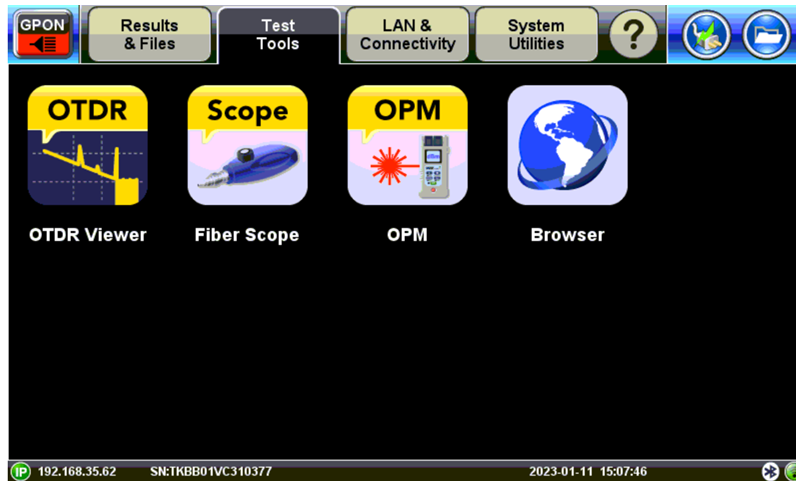 GPON
Results
& Files
Test
Tools
LAN &
Connectivity
System
Utilities
?
OTDR
Scope
OPM
OTDR Viewer
Fiber Scope
OPM
Browser
IP 192.168.35.62 SN:TKBB01VC310377 2023-01-11 15:07:46